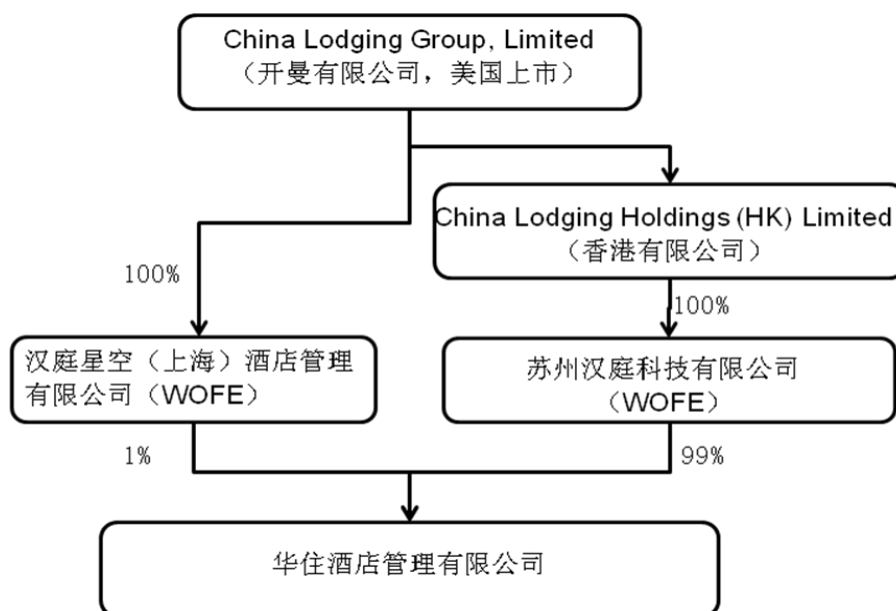 China Lodging Group, Limited
（开曼有限公司，美国上市）
China Lodging Holdings (HK) Limited
（香港有限公司）
100%
100%
汉庭星空（上海）酒店管理
有限公司（WOFE）
苏州汉庭科技有限公司
（WOFE）
1%
99%
华住酒店管理有限公司